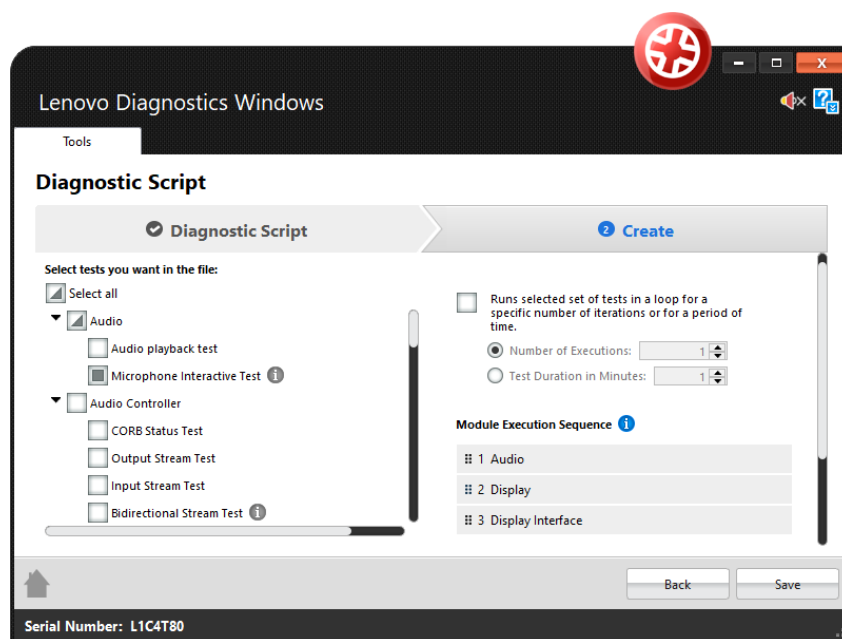 Lenovo Diagnostics Windows
Tools
Diagnostic Script
Diagnostic Script
2 Create
Select tests you want in the file:
Select all
Audio
Audio playback test
Microphone Interactive Test
Audio Controller
CORB Status Test
Output Stream Test
Input Stream Test
Bidirectional Stream Test
Runs selected set of tests in a loop for a
specific number of iterations or for a period of
time.
Number of Executions: 1
Test Duration in Minutes: 1
Module Execution Sequence
1 Audio
2 Display
3 Display Interface
Back
Save
Serial Number: L1C4T80